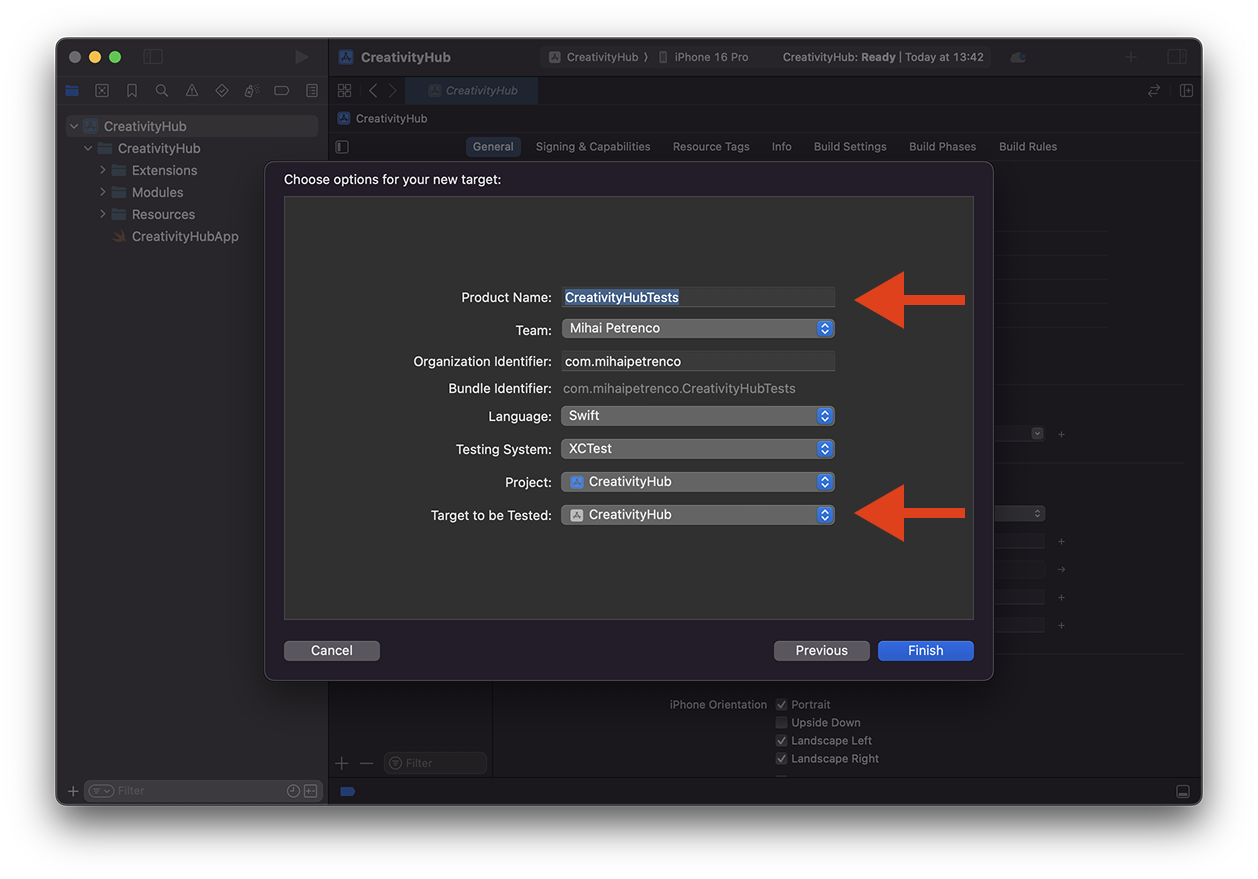 CreativityHub
CreativityHub 〉 iPhone 16 Pro
CreativityHub: Ready | Today at 13:42
CreativityHub
CreativityHub
CreativityHub
CreativityHub
Extensions
Modules
Resources
CreativityHubApp
General Signing & Capabilities Resource Tags Info Build Settings Build Phases Build Rules
Choose options for your new target:
Product Name: CreativityHubTests
Team: Mihai Petrenco
Organization Identifier: com.mihaipetrenco
Bundle Identifier: com.mihaipetrenco.CreativityHubTests
Language: Swift
Testing System: XCTest
Project: CreativityHub
Target to be Tested: CreativityHub
Cancel Previous Finish
iPhone Orientation Portrait
Upside Down
Landscape Left
Landscape Right
Filter
Filter